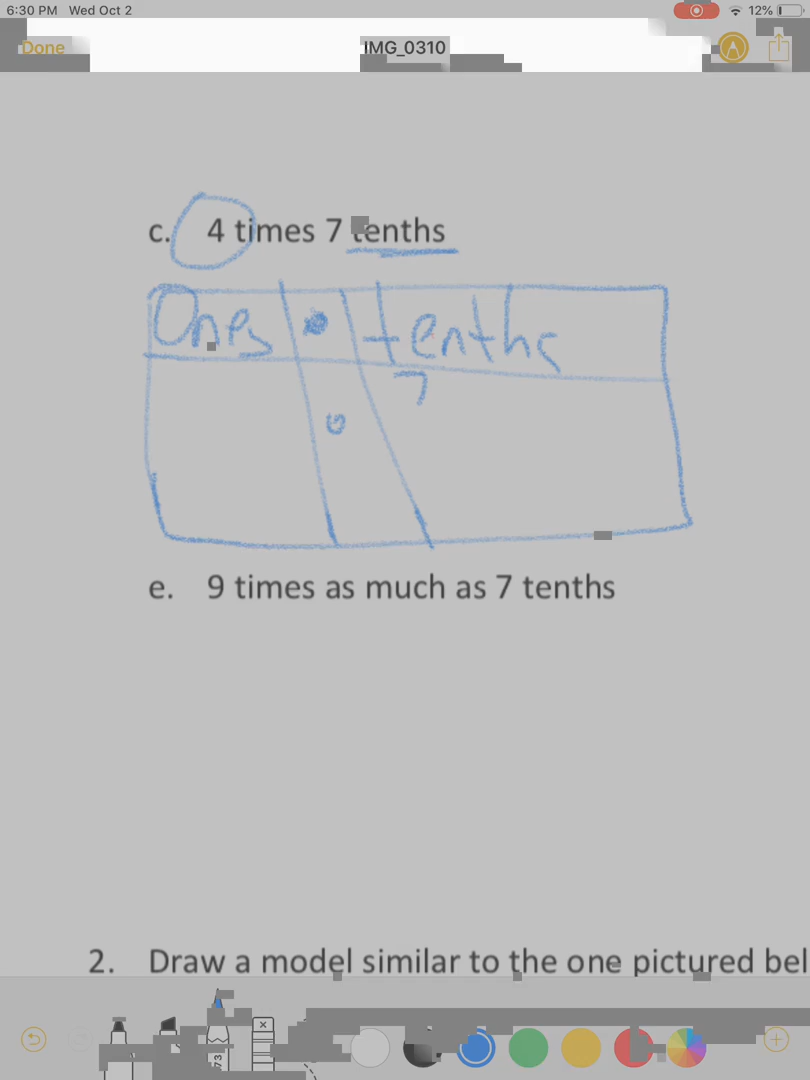 6:30 PM Wed Oct 2 12%
Done IMG_0310
c. 4 times 7 tenths
Ones • tenths
7
e. 9 times as much as 7 tenths
2. Draw a model similar to the one pictured bel